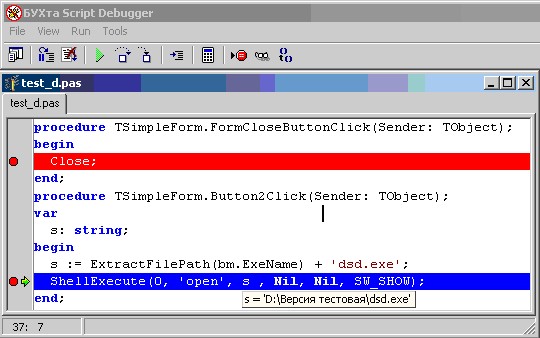 БУХта Script Debugger
File View Run Tools
test_d.pas
test_d.pas
procedure TSimpleForm.FormCloseButtonClick(Sender: TObject);
begin
Close;
end;
procedure TSimpleForm.Button2Click(Sender: TObject);
var
s: string;
begin
s := ExtractFilePath(bm.ExeName) + 'dsd.exe';
ShellExecute(0, 'open', s , Nil, Nil, SW_SHOW);
s = 'D:\Версия тестовая\dsd.exe'
end;
37: 7